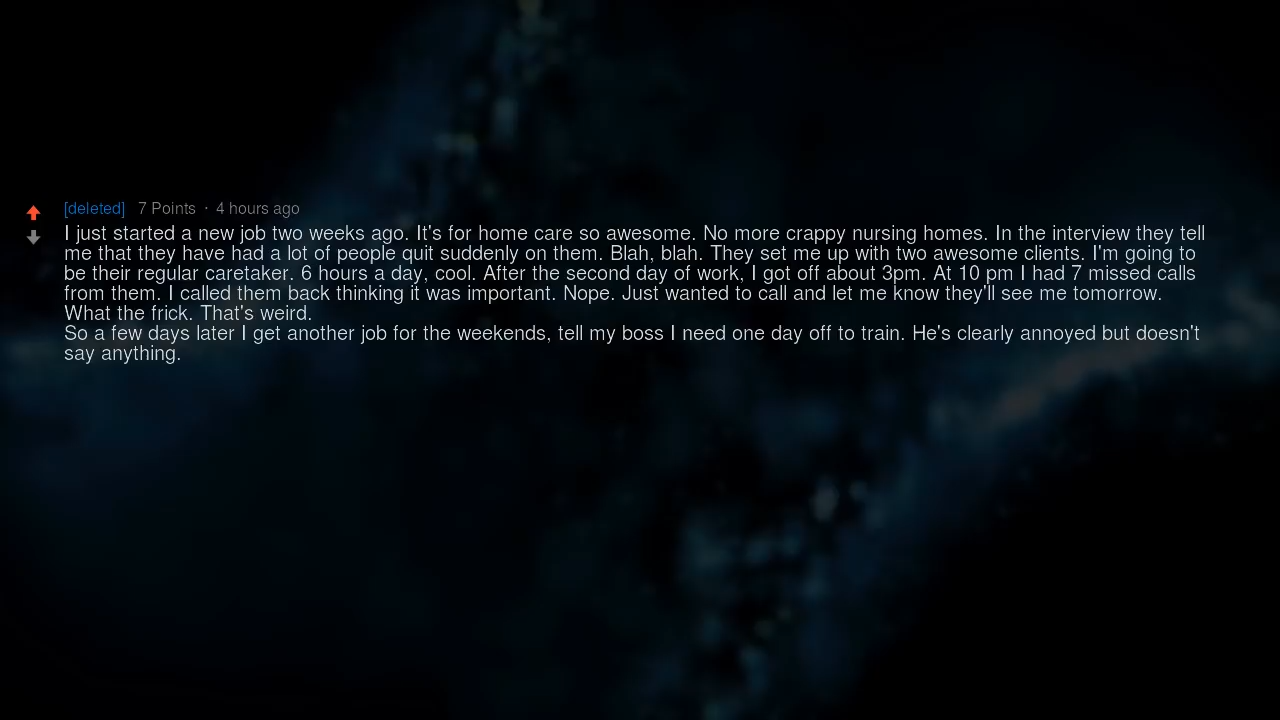 [deleted] 7 Points · 4 hours ago
I just started a new job two weeks ago. It's for home care so awesome. No more crappy nursing homes. In the interview they tell
me that they have had a lot of people quit suddenly on them. Blah, blah. They set me up with two awesome clients. I'm going to
be their regular caretaker. 6 hours a day, cool. After the second day of work, I got off about 3pm. At 10 pm I had 7 missed calls
from them. I called them back thinking it was important. Nope. Just wanted to call and let me know they'll see me tomorrow.
What the frick. That's weird.
So a few days later I get another job for the weekends, tell my boss I need one day off to train. He's clearly annoyed but doesn't
say anything.